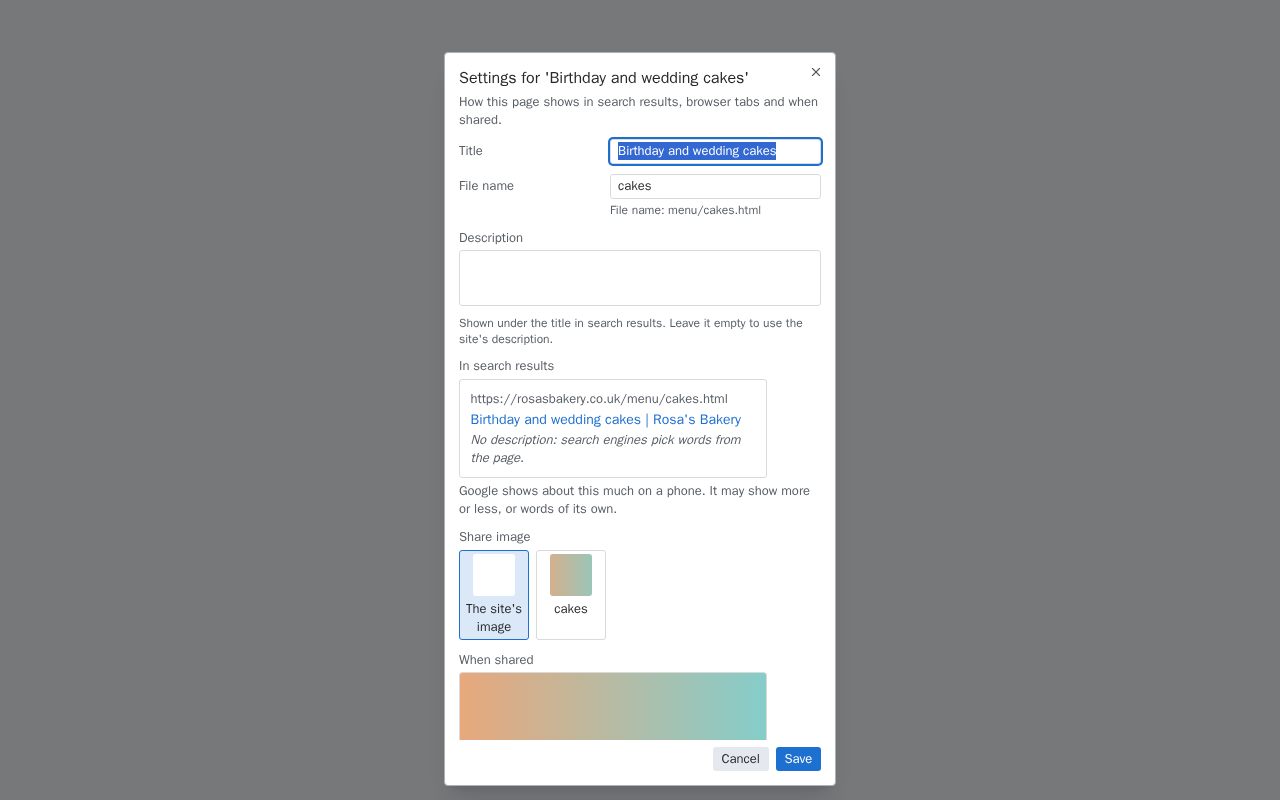 Settings for 'Birthday and wedding cakes'
How this page shows in search results, browser tabs and when
shared.
Title
Birthday and wedding cakes
File name
cakes
File name: menu/cakes.html
Description
Shown under the title in search results. Leave it empty to use the
site's description.
In search results
https://rosasbakery.co.uk/menu/cakes.html
Birthday and wedding cakes | Rosa's Bakery
No description: search engines pick words from
the page.
Google shows about this much on a phone. It may show more
or less, or words of its own.
Share image
The site's
image
cakes
When shared
Cancel
Save